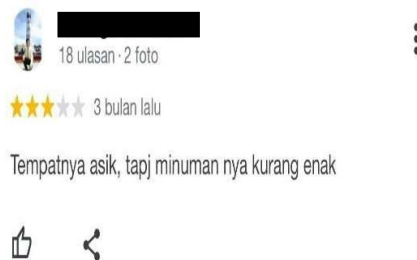 18 ulasan · 2 foto
3 bulan lalu
Tempatnya asik, tapj minuman nya kurang enak